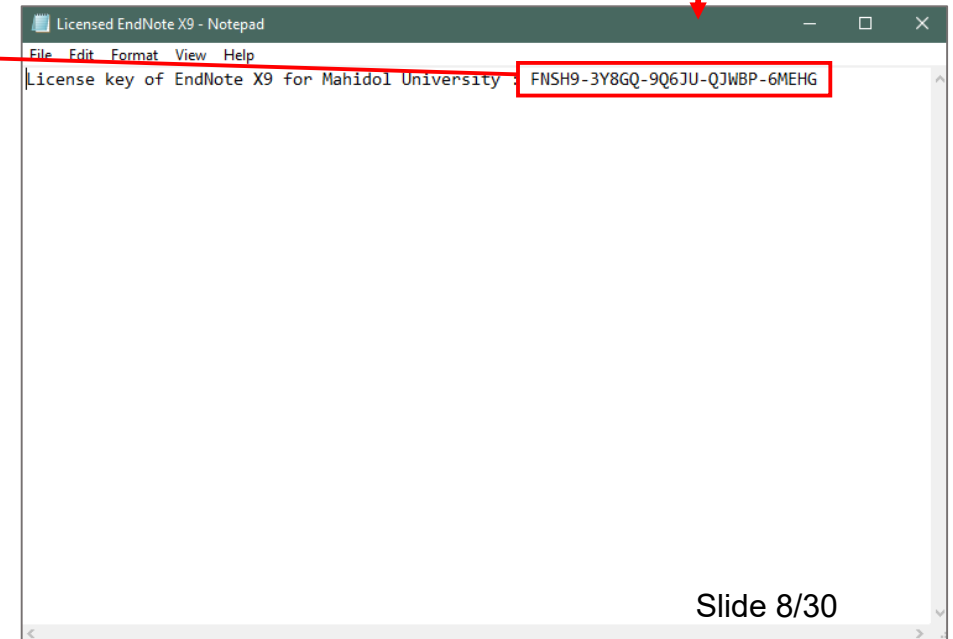 Licensed EndNote X9 - Notepad
File Edit Format View Help
License key of EndNote X9 for Mahidol University : FNSH9-3Y8GQ-9Q6JU-QJWBP-6MEHG
Slide 8/30